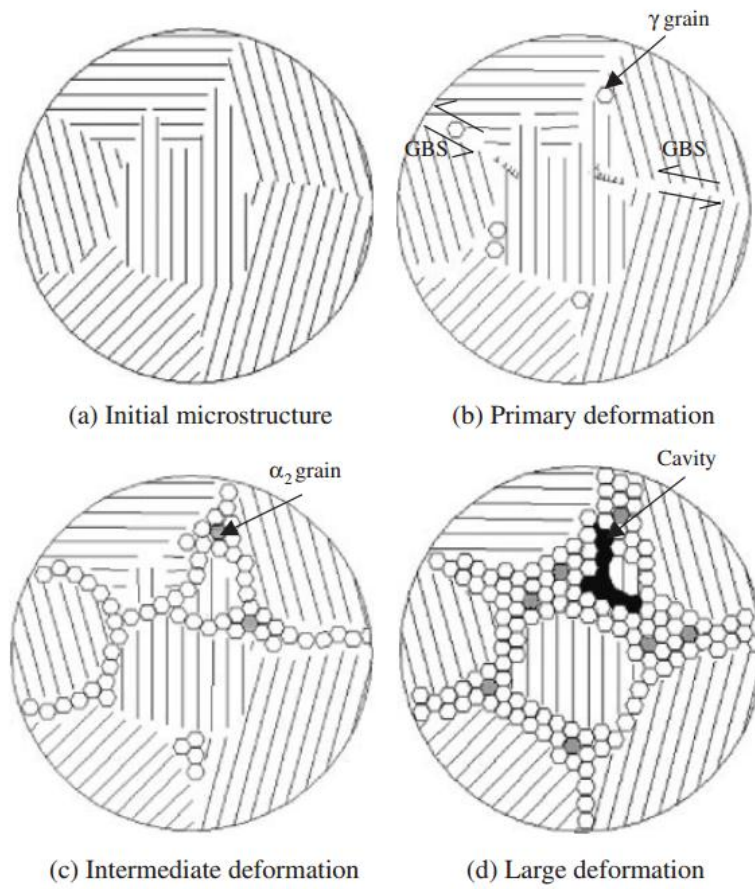 γ grain
GBS
GBS
(a) Initial microstructure
(b) Primary deformation
α₂ grain
Cavity
(c) Intermediate deformation
(d) Large deformation